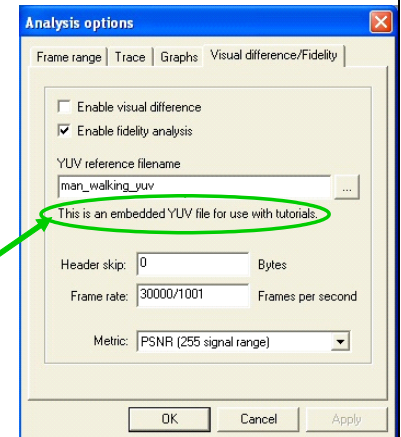 Analysis options
Frame range Trace Graphs Visual difference/Fidelity
Enable visual difference
Enable fidelity analysis
YUV reference filename
man_walking_yuv
...
This is an embedded YUV file for use with tutorials.
Header skip: 0 Bytes
Frame rate: 30000/1001 Frames per second
Metric: PSNR (255 signal range)
OK Cancel Apply